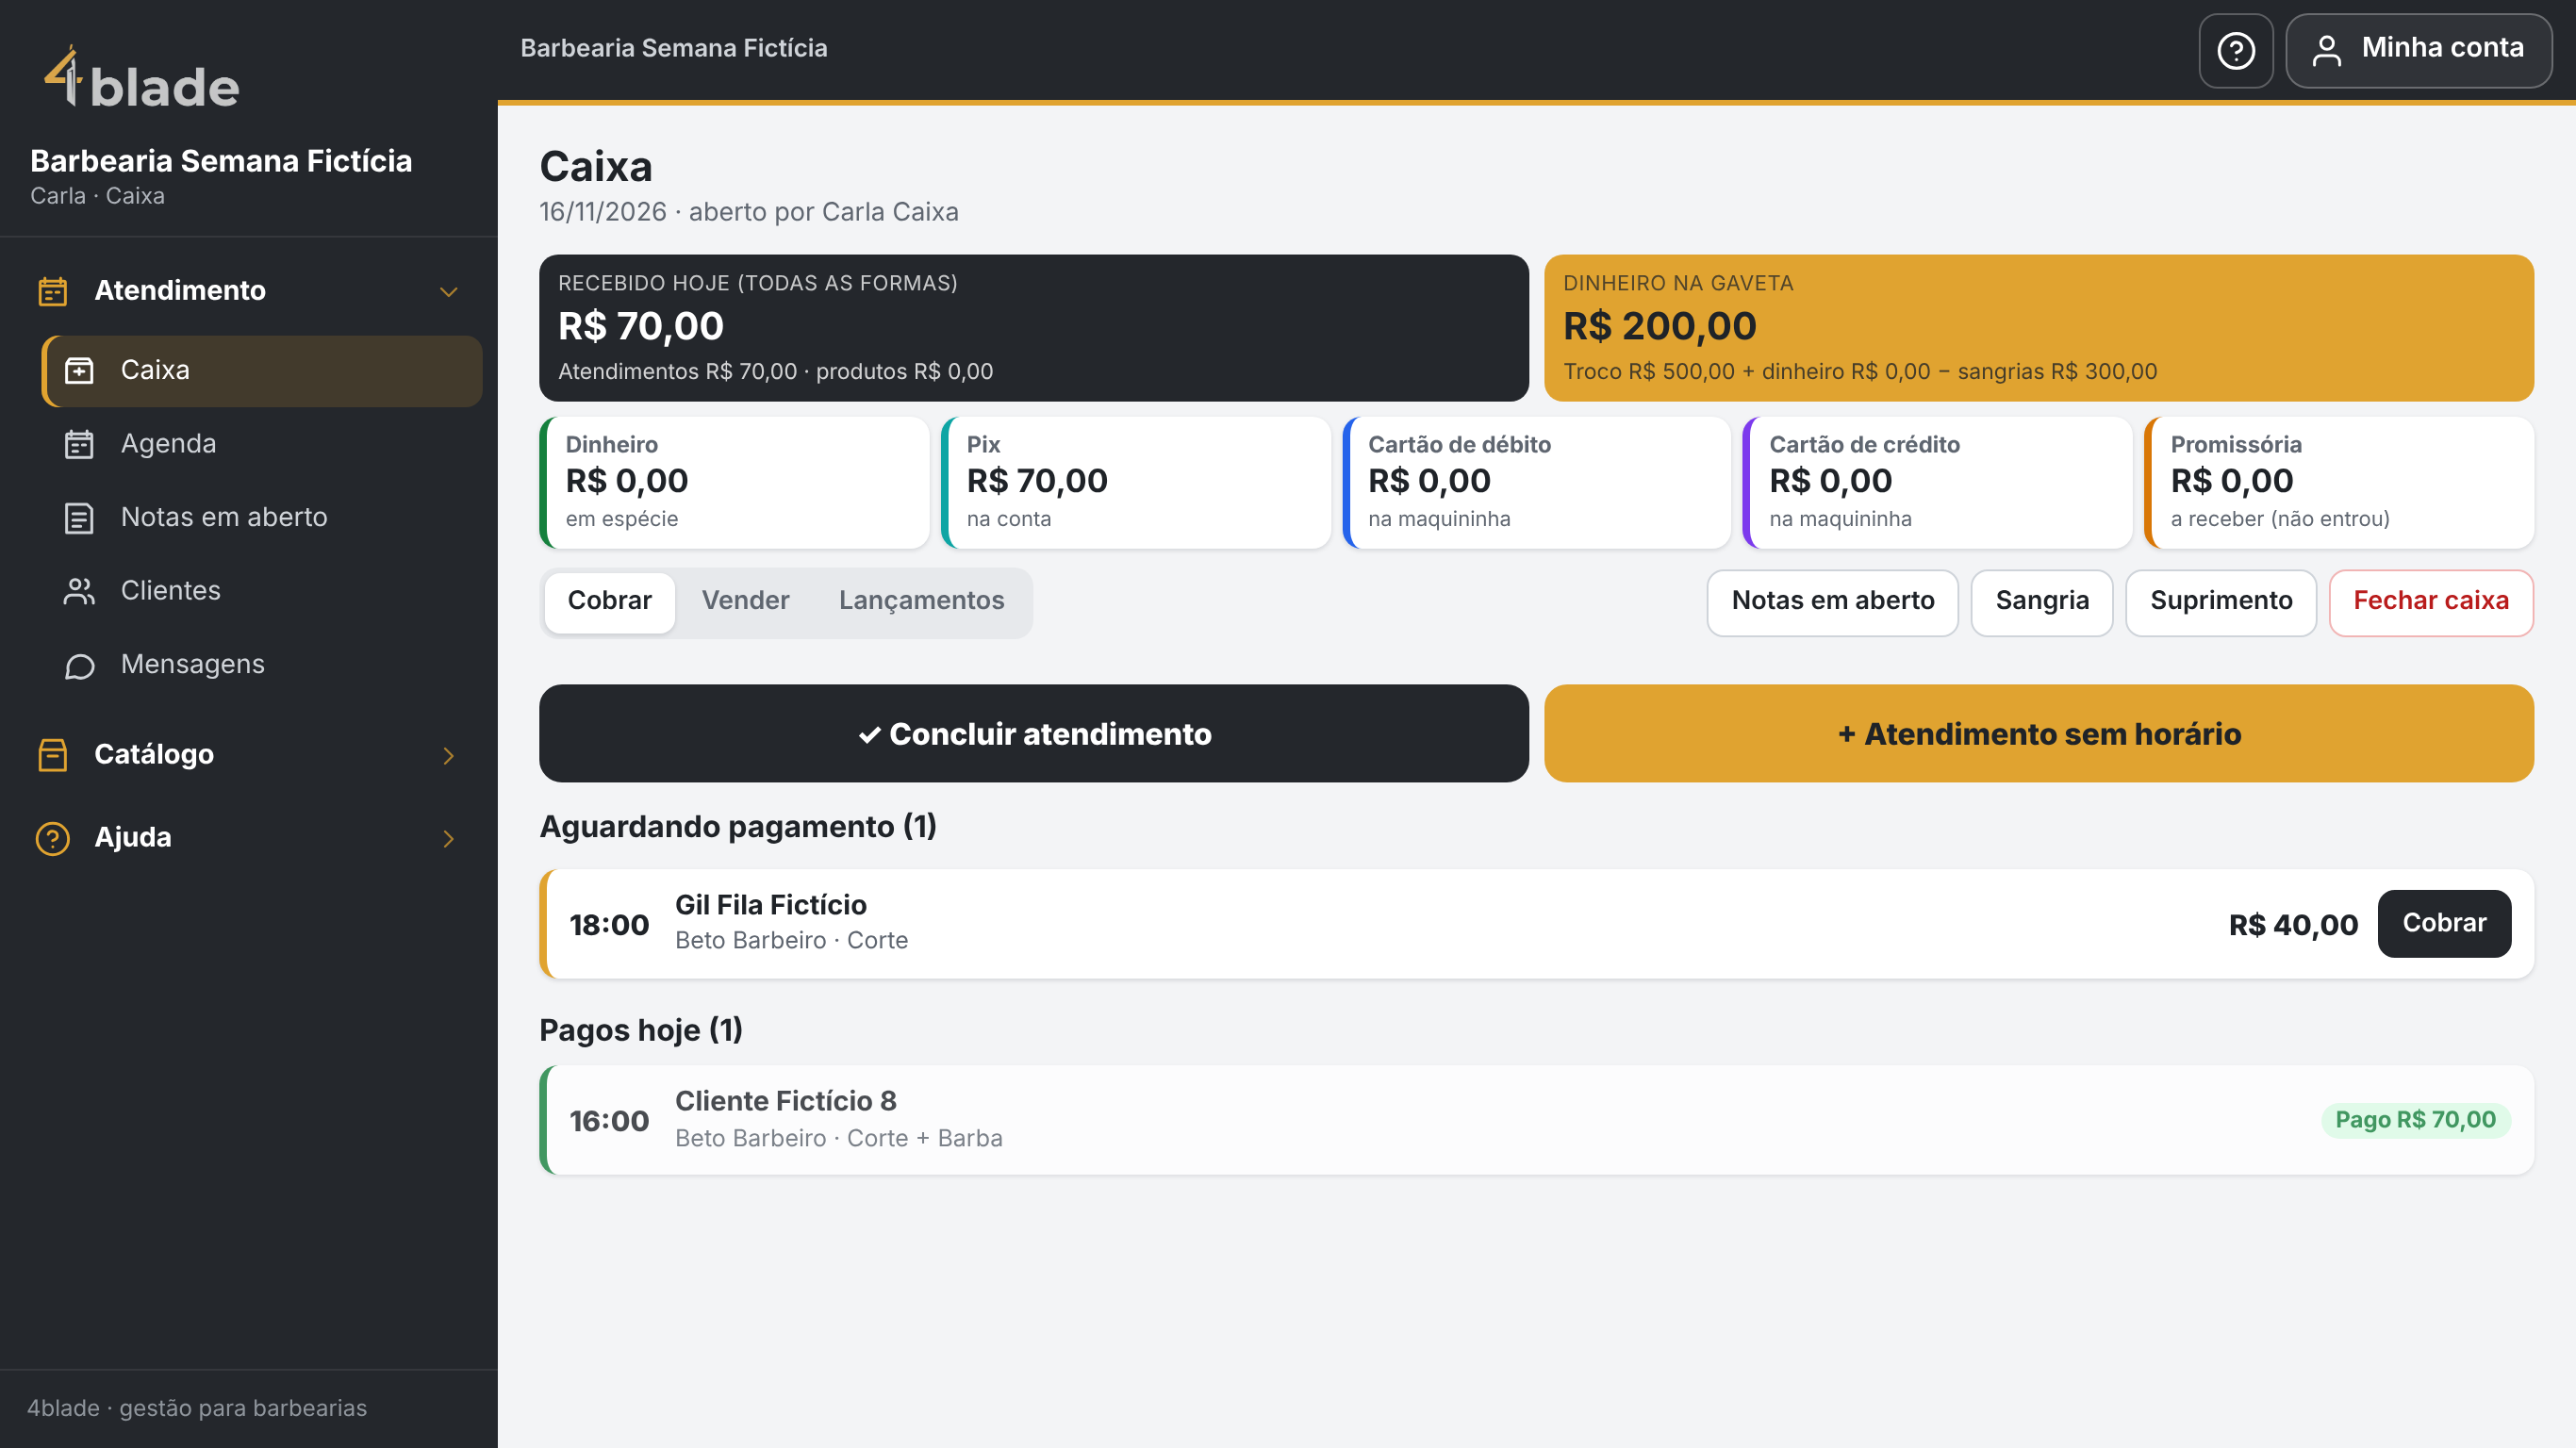 4blade
Barbearia Semana Fictícia
Carla · Caixa
Atendimento
Caixa
Agenda
Notas em aberto
Clientes
Mensagens
Catálogo
Ajuda
4blade · gestão para barbearias
Barbearia Semana Fictícia
Minha conta
Caixa
16/11/2026 · aberto por Carla Caixa
RECEBIDO HOJE (TODAS AS FORMAS)
R$ 70,00
Atendimentos R$ 70,00 · produtos R$ 0,00
DINHEIRO NA GAVETA
R$ 200,00
Troco R$ 500,00 + dinheiro R$ 0,00 − sangrias R$ 300,00
Dinheiro
R$ 0,00
em espécie
Pix
R$ 70,00
na conta
Cartão de débito
R$ 0,00
na maquininha
Cartão de crédito
R$ 0,00
na maquininha
Promissória
R$ 0,00
a receber (não entrou)
Cobrar Vender Lançamentos
Notas em aberto Sangria Suprimento Fechar caixa
✓ Concluir atendimento
+ Atendimento sem horário
Aguardando pagamento (1)
18:00
Gil Fila Fictício
Beto Barbeiro · Corte
R$ 40,00
Cobrar
Pagos hoje (1)
16:00
Cliente Fictício 8
Beto Barbeiro · Corte + Barba
Pago R$ 70,00